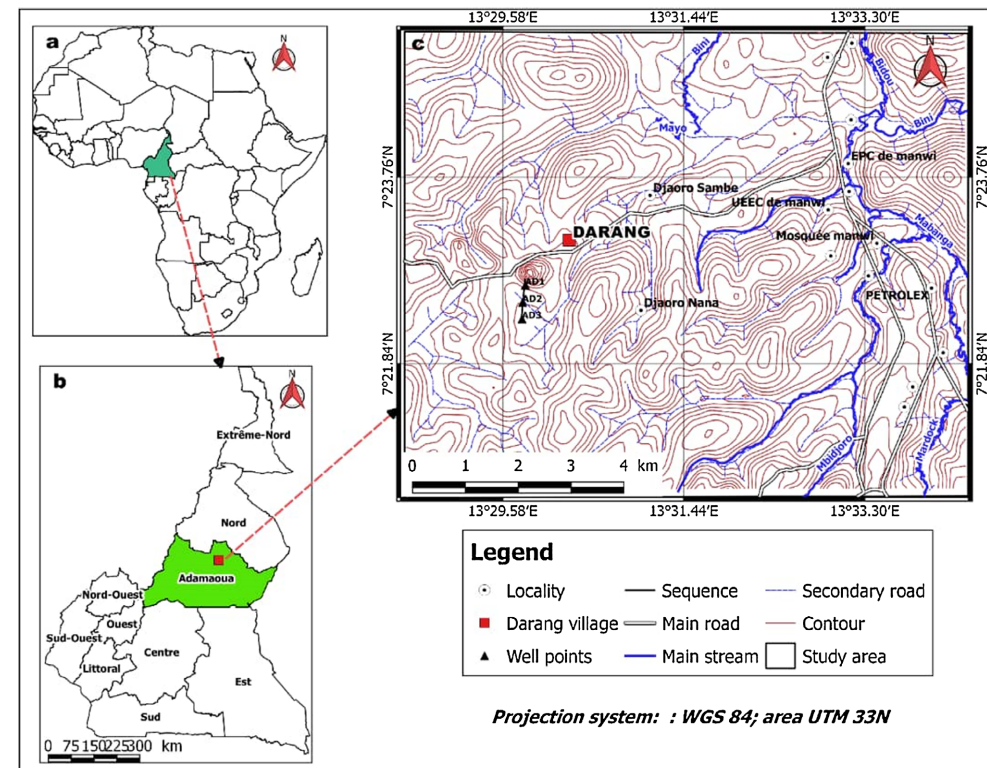 a
N
b
N
Extrême-Nord
Nord
Adamaoua
Nord-Ouest
Ouest
Sud-Ouest
Littoral
Centre
Est
Sud
0 75 150 225 300 km
13°29.58′E 13°31.44′E 13°33.30′E
c
N
Bini
Bidou
Bini
Mayo
EPC de manwi
7°23.76′N
7°23.76′N
Djaoro Sambe
UEEC de manwi
Mabanga
DARANG
Mosquée manwi
AD1
AD2
AD3
Djaoro Nana
PETROLEX
7°21.84′N
7°21.84′N
Mbidjoro
Mardock
0 1 2 3 4 km
13°29.58′E 13°31.44′E 13°33.30′E
Legend
Locality Sequence Secondary road
Darang village Main road Contour
Well points Main stream Study area
Projection system: : WGS 84; area UTM 33N